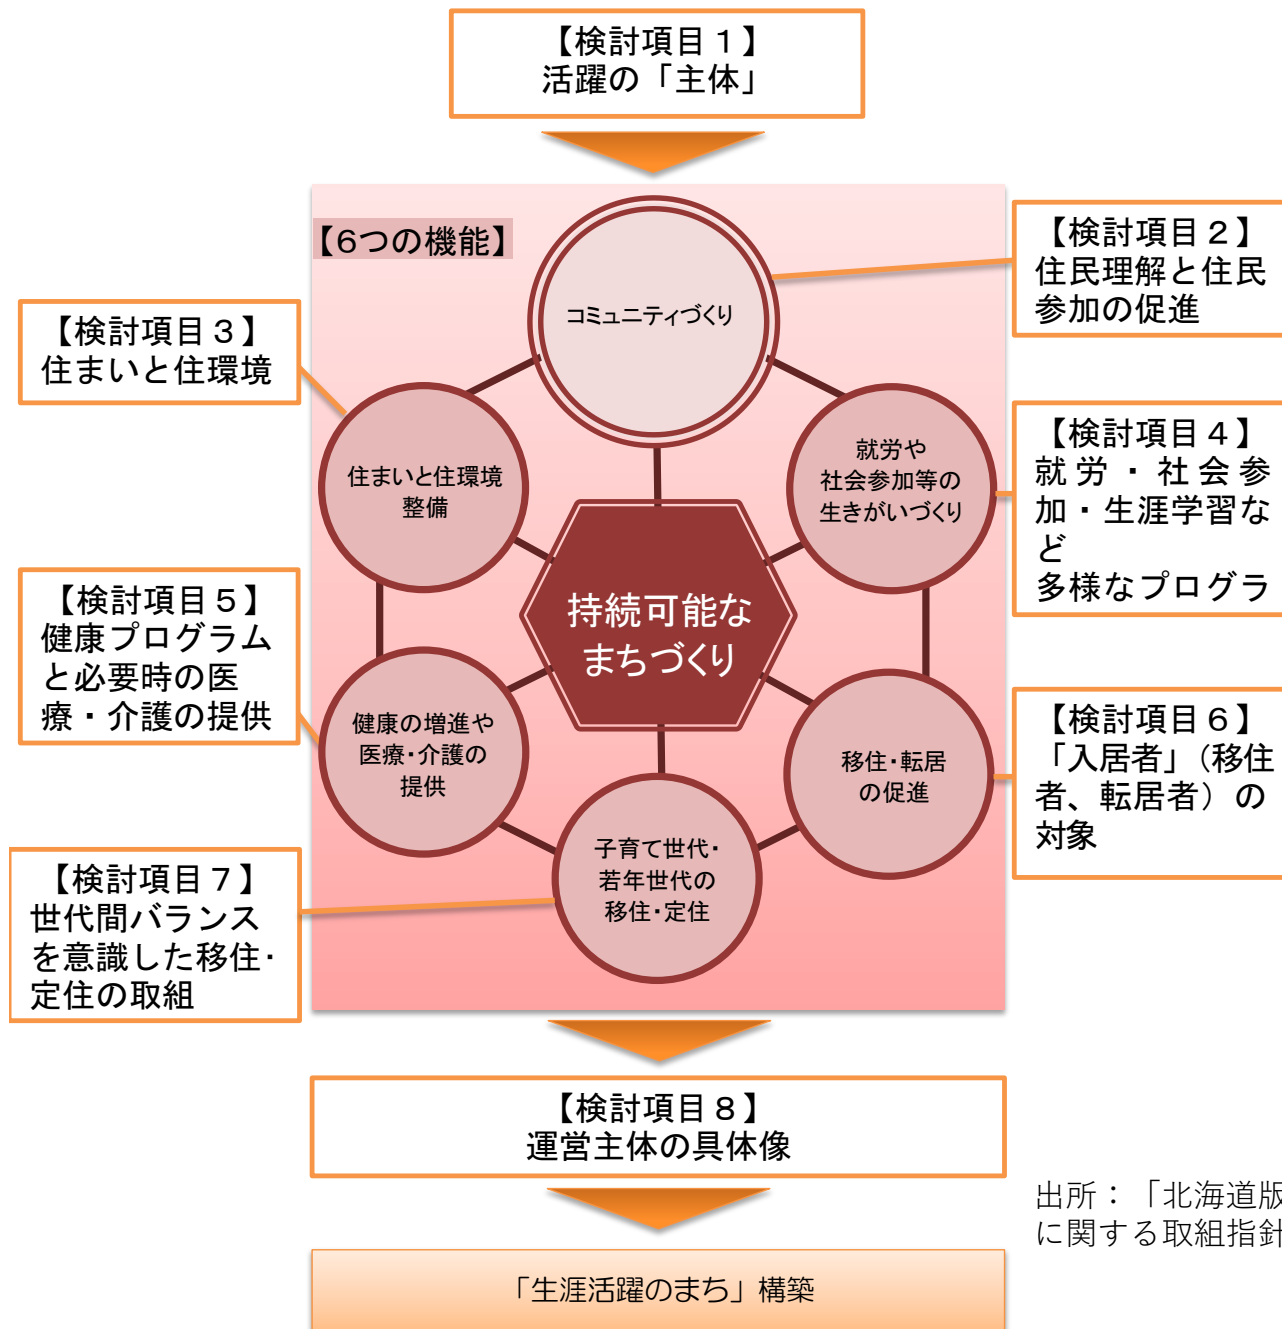 【検討項目１】
活躍の「主体」
【6つの機能】
コミュニティづくり
【検討項目２】
住民理解と住民
参加の促進
【検討項目３】
住まいと住環境
住まいと住環境
整備
就労や
社会参加等の
生きがいづくり
【検討項目４】
就労・社会参
加・生涯学習な
ど
多様なプログラ
持続可能な
まちづくり
【検討項目５】
健康プログラム
と必要時の医
療・介護の提供
健康の増進や
医療・介護の
提供
移住・転居
の促進
【検討項目６】
「入居者」（移住
者、転居者）の
対象
子育て世代・
若年世代の
移住・定住
【検討項目７】
世代間バランス
を意識した移住・
定住の取組
【検討項目８】
運営主体の具体像
出所：「北海道版
に関する取組指針
「生涯活躍のまち」構築